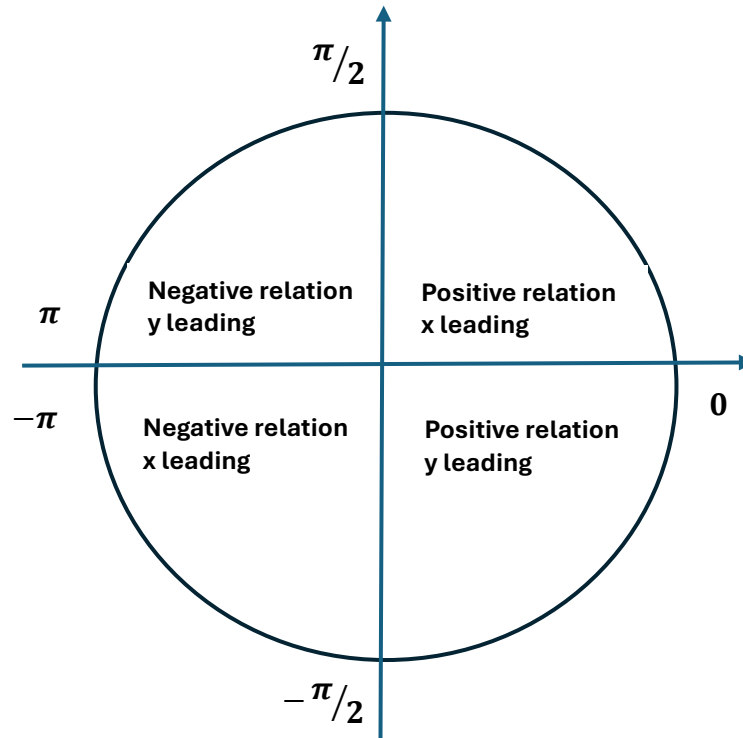 π/2
Negative relation
y leading
Positive relation
x leading
π
−π
0
Negative relation
x leading
Positive relation
y leading
−π/2